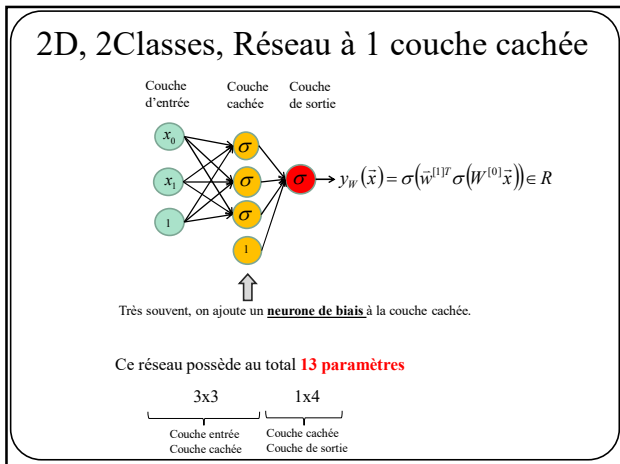 2D, 2Classes, Réseau à 1 couche cachée
Couche
d'entrée
Couche
cachée
Couche
de sortie
x₀
x₁
1
σ
σ
σ
1
σ
y_W(x⃗) = σ(w⃗^{[1]T} σ(W^{[0]} x⃗)) ∈ R
Très souvent, on ajoute un neurone de biais à la couche cachée.
Ce réseau possède au total 13 paramètres
3x3
1x4
Couche entrée
Couche cachée
Couche cachée
Couche de sortie